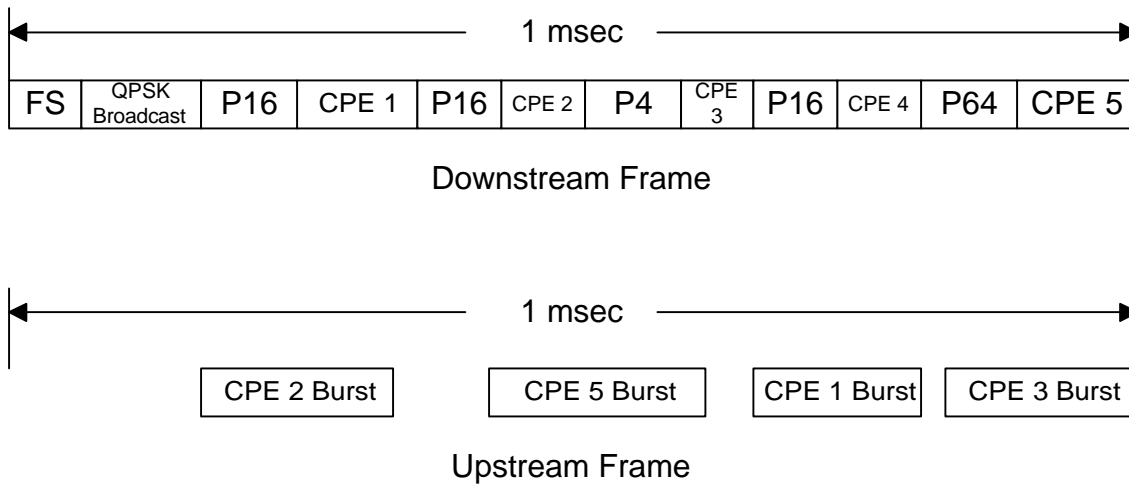 1 msec
FS QPSK Broadcast P16 CPE 1 P16 CPE 2 P4 CPE 3 P16 CPE 4 P64 CPE 5
Downstream Frame
1 msec
CPE 2 Burst CPE 5 Burst CPE 1 Burst CPE 3 Burst
Upstream Frame